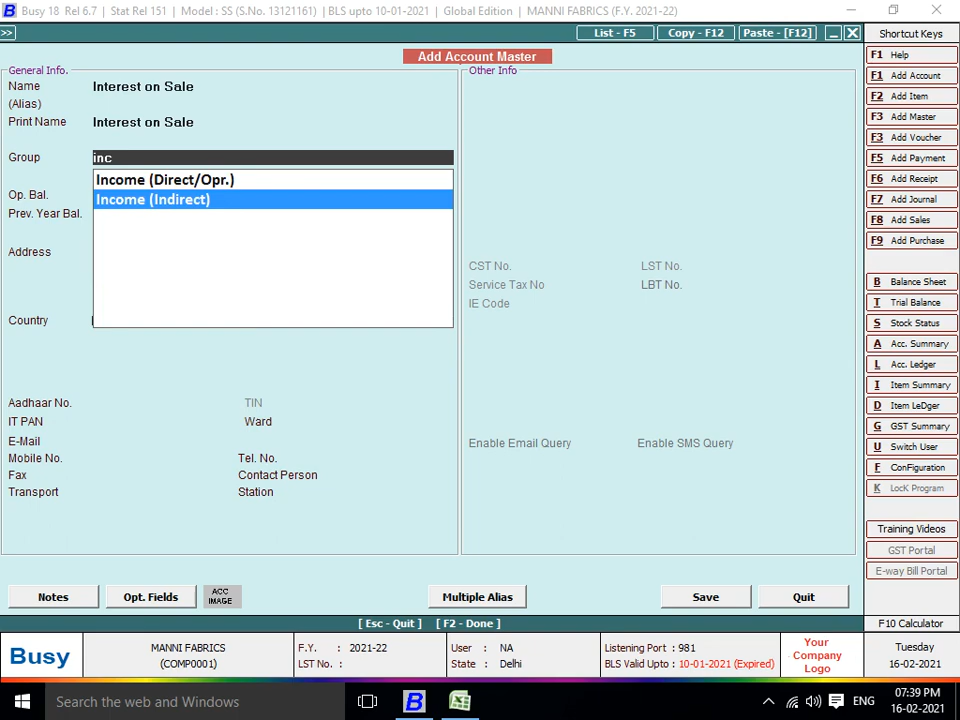 Busy 18 Rel 6.7 | Stat Rel 151 | Model : SS (S.No. 13121161) | BLS upto 10-01-2021 | Global Edition | MANNI FABRICS (F.Y. 2021-22)
>> List - F5 Copy - F12 Paste - [F12]
Shortcut Keys
Add Account Master
General Info.
Name Interest on Sale
(Alias)
Print Name Interest on Sale
Group inc
Income (Direct/Opr.)
Income (Indirect)
Op. Bal.
Prev. Year Bal.
Address
Country
Aadhaar No. TIN
IT PAN Ward
E-Mail
Mobile No. Tel. No.
Fax Contact Person
Transport Station
Other Info
CST No. LST No.
Service Tax No LBT No.
IE Code
Enable Email Query Enable SMS Query
F1 Help
F1 Add Account
F2 Add Item
F3 Add Master
F3 Add Voucher
F5 Add Payment
F6 Add Receipt
F7 Add Journal
F8 Add Sales
F9 Add Purchase
B Balance Sheet
T Trial Balance
S Stock Status
A Acc. Summary
L Acc. Ledger
I Item Summary
D Item LeDger
G GST Summary
U Switch User
F ConFiguration
K LocK Program
Training Videos
GST Portal
E-way Bill Portal
Notes Opt. Fields ACC IMAGE Multiple Alias Save Quit
[ Esc - Quit ] [ F2 - Done ]
F10 Calculator
Busy
MANNI FABRICS
(COMP0001)
F.Y. : 2021-22
LST No. :
User : NA
State : Delhi
Listening Port : 981
BLS Valid Upto : 10-01-2021 (Expired)
Your
Company
Logo
Tuesday
16-02-2021
B
Search the web and Windows
B
ENG
07:39 PM
16-02-2021